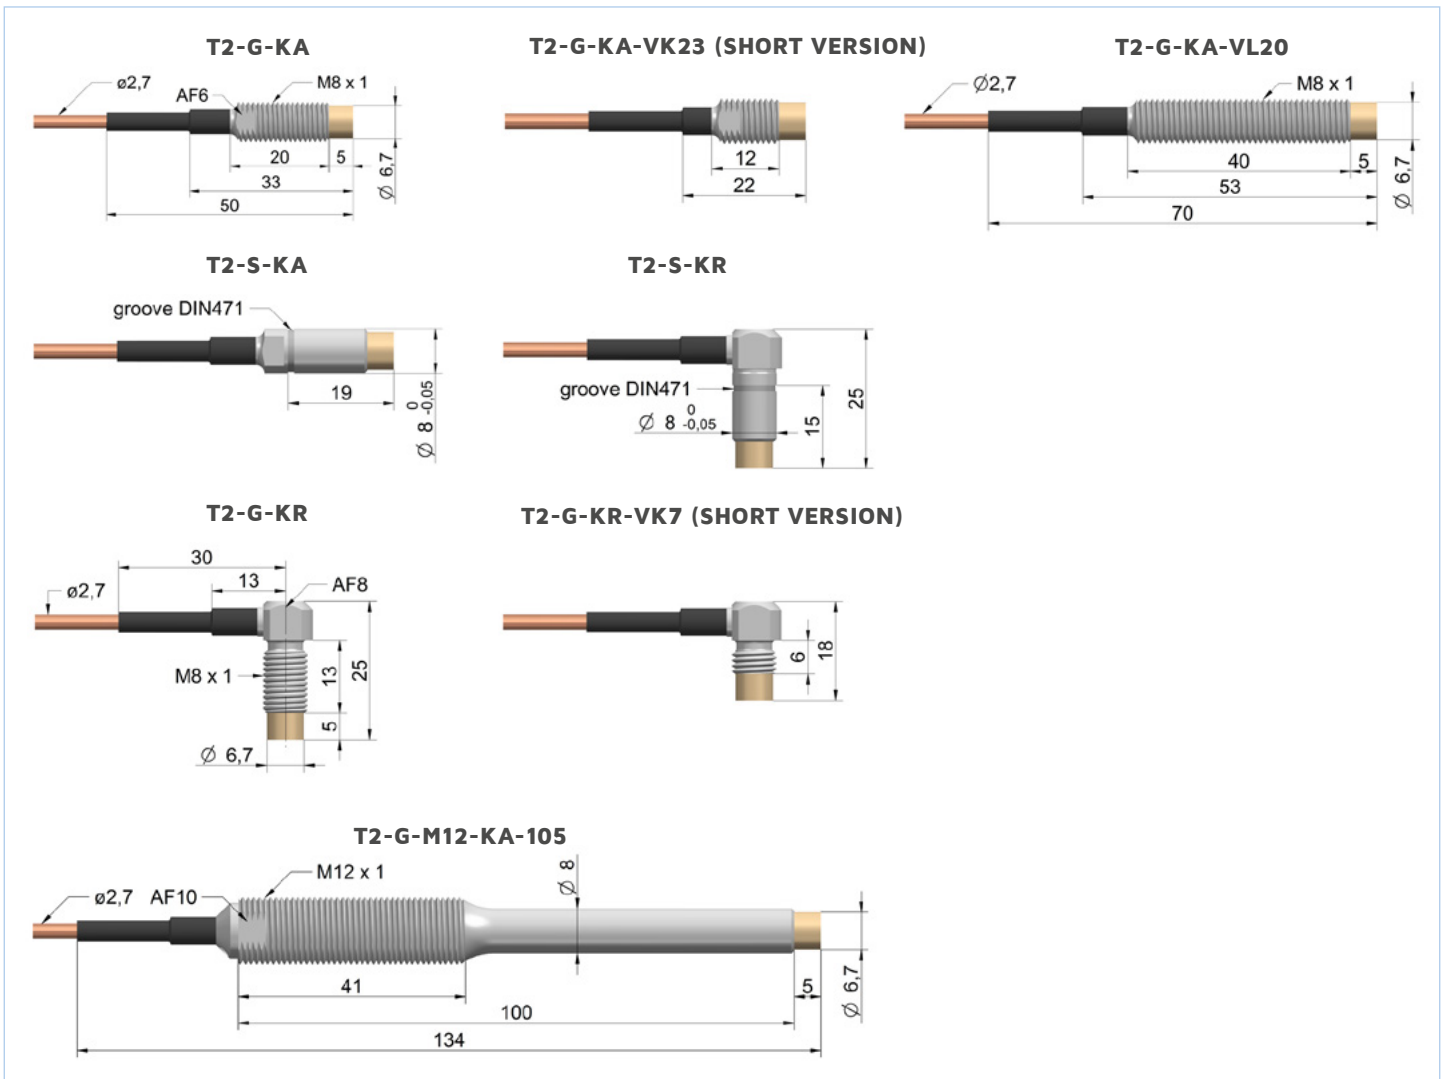 T2-G-KA
ø2,7
AF6
M8 x 1
20
5
33
50
Ø 6,7
T2-G-KA-VK23 (SHORT VERSION)
12
22
T2-G-KA-VL20
Ø2,7
M8 x 1
40
5
53
70
Ø 6,7
T2-S-KA
groove DIN471
19
Ø 8 0 -0,05
T2-S-KR
groove DIN471
Ø 8 0 -0,05
15
25
T2-G-KR
30
13
ø2,7
AF8
M8 x 1
13
25
5
Ø 6,7
T2-G-KR-VK7 (SHORT VERSION)
6
18
T2-G-M12-KA-105
M12 x 1
Ø 8
ø2,7
AF10
41
5
100
134
Ø 6,7